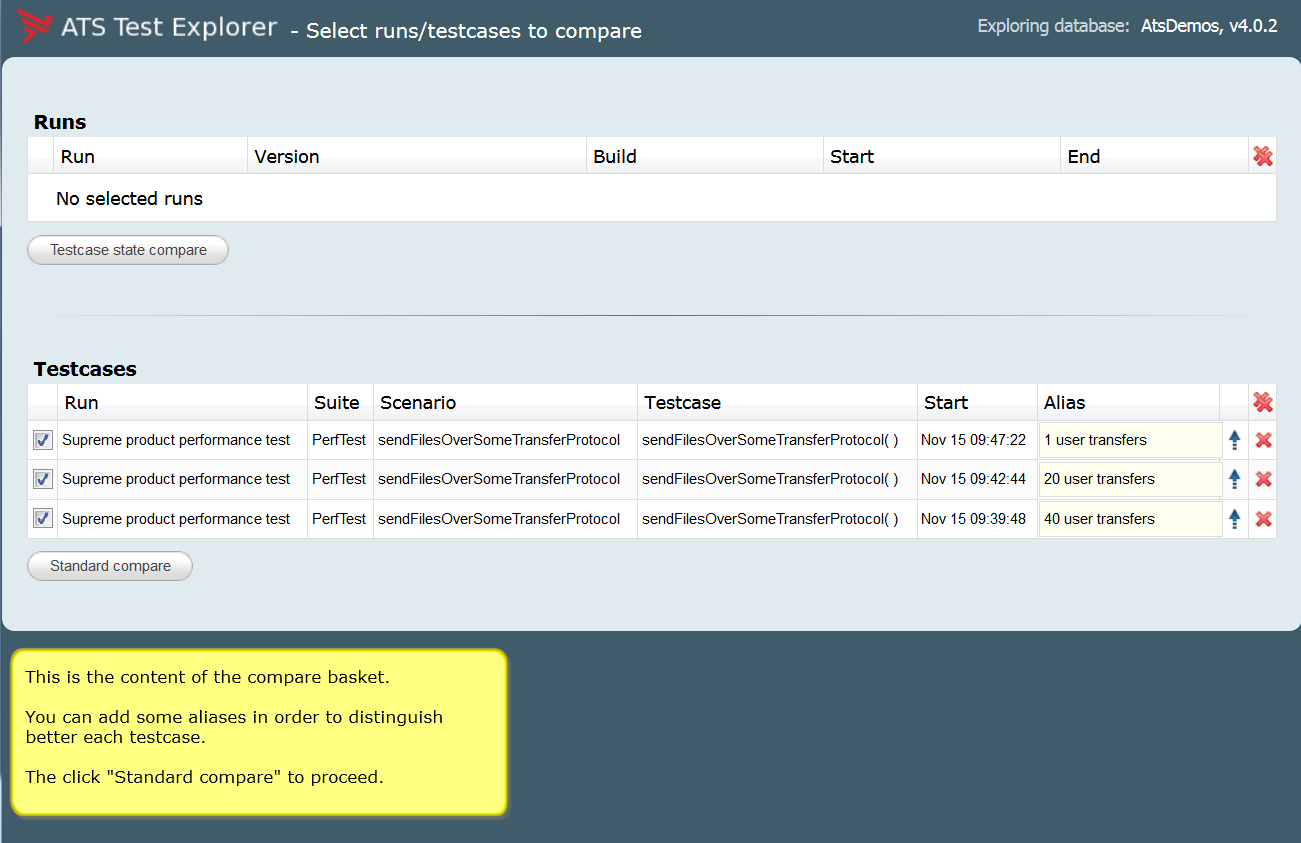 ATS Test Explorer - Select runs/testcases to compare Exploring database: AtsDemos, v4.0.2
Runs
Run Version Build Start End
No selected runs
Testcase state compare
Testcases
Run Suite Scenario Testcase Start Alias
Supreme product performance test PerfTest sendFilesOverSomeTransferProtocol sendFilesOverSomeTransferProtocol( ) Nov 15 09:47:22 1 user transfers
Supreme product performance test PerfTest sendFilesOverSomeTransferProtocol sendFilesOverSomeTransferProtocol( ) Nov 15 09:42:44 20 user transfers
Supreme product performance test PerfTest sendFilesOverSomeTransferProtocol sendFilesOverSomeTransferProtocol( ) Nov 15 09:39:48 40 user transfers
Standard compare
This is the content of the compare basket.
You can add some aliases in order to distinguish
better each testcase.
The click "Standard compare" to proceed.